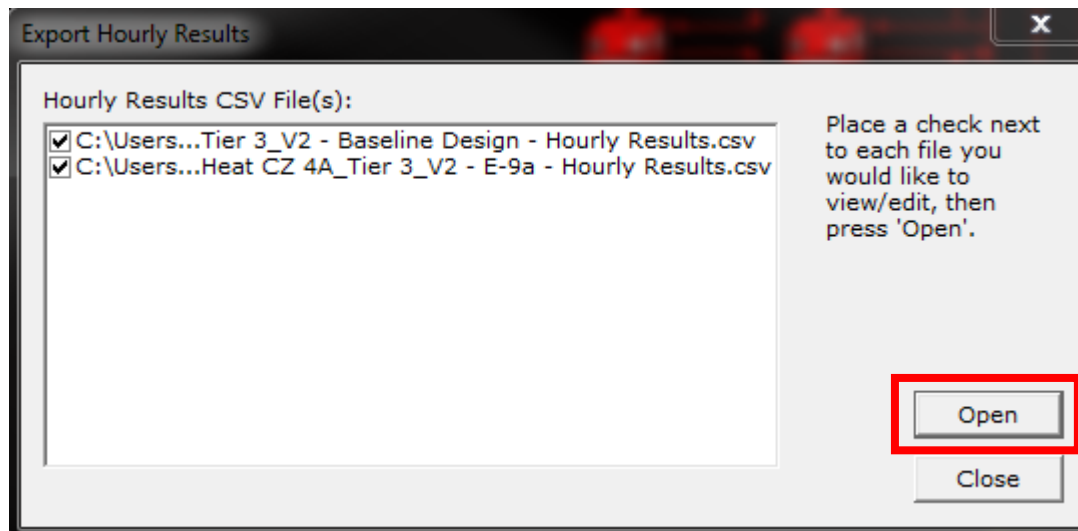 Export Hourly Results
x
Hourly Results CSV File(s):
C:\Users...Tier 3_V2 - Baseline Design - Hourly Results.csv
C:\Users...Heat CZ 4A_Tier 3_V2 - E-9a - Hourly Results.csv
Place a check next
to each file you
would like to
view/edit, then
press 'Open'.
Open
Close